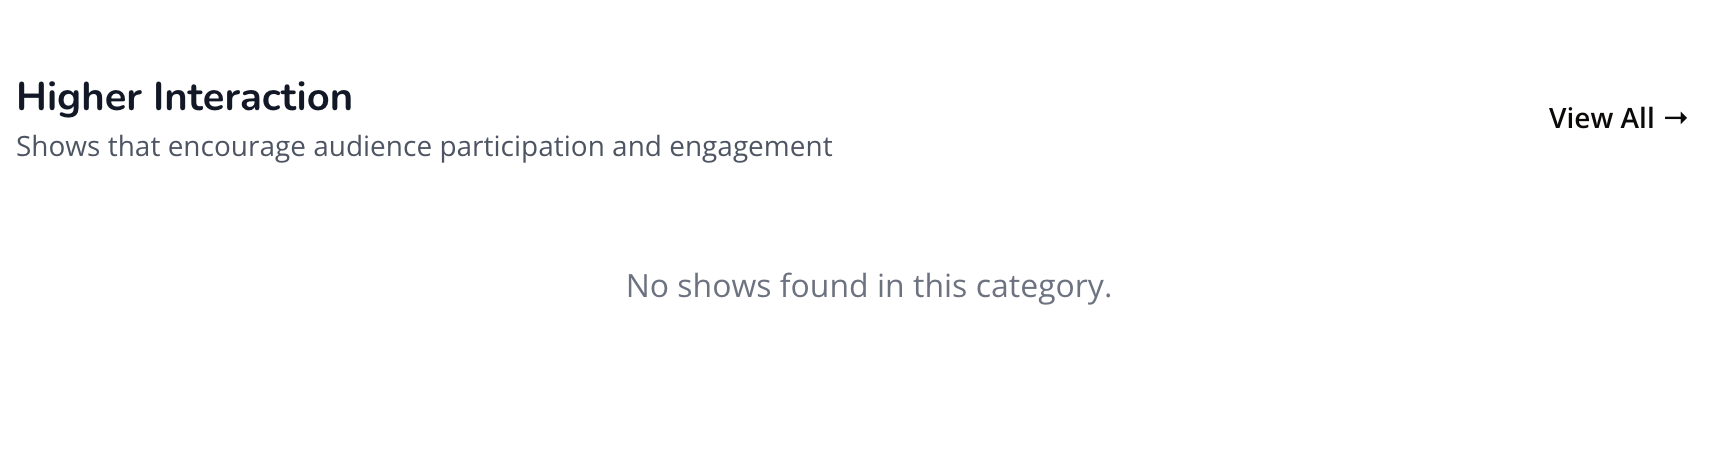 Higher Interaction
Shows that encourage audience participation and engagement
View All →
No shows found in this category.